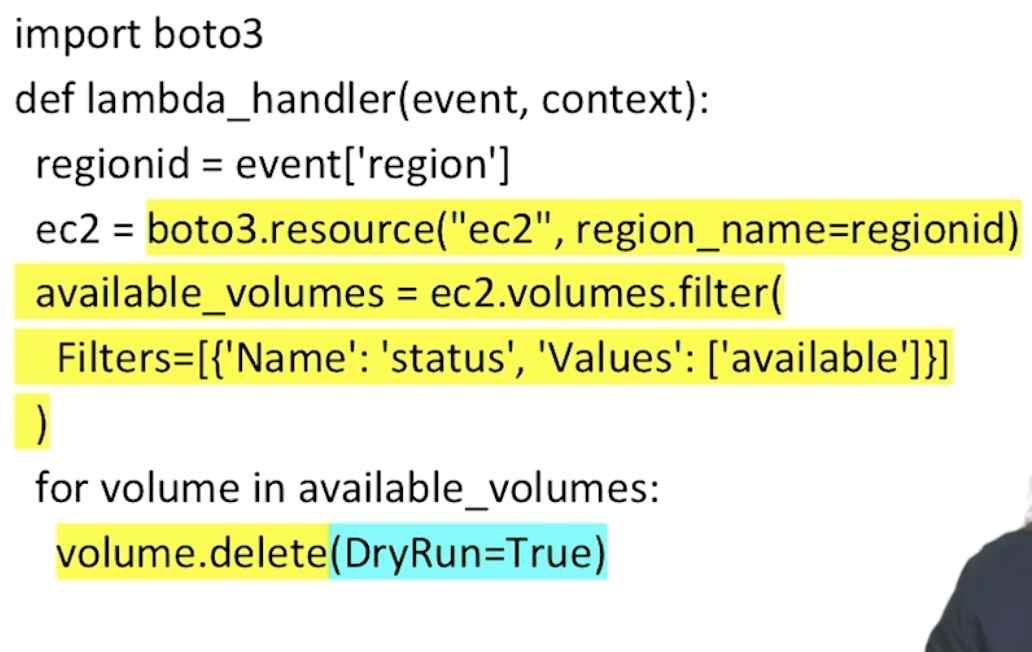 import boto3
def lambda_handler(event, context):
regionid = event['region']
ec2 = boto3.resource("ec2", region_name=regionid)
available_volumes = ec2.volumes.filter(
Filters=[{'Name': 'status', 'Values': ['available']}]
)
for volume in available_volumes:
volume.delete(DryRun=True)